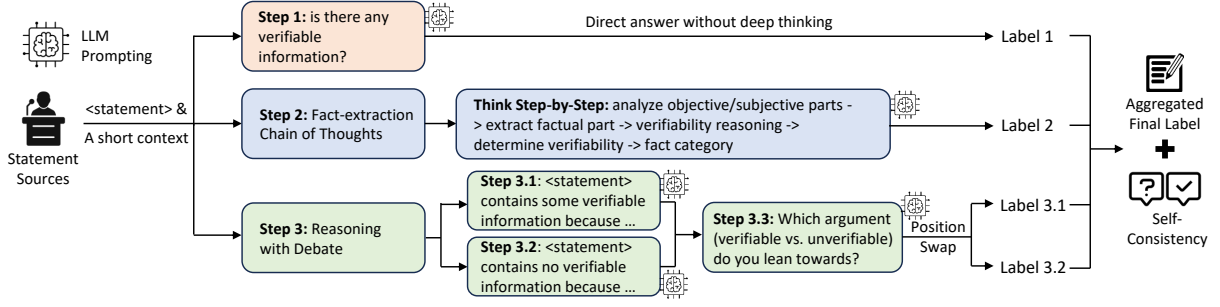 LLM
Prompting
<statement> &
A short context
Statement
Sources
Step 1: is there any
verifiable
information?
Direct answer without deep thinking
Label 1
Step 2: Fact-extraction
Chain of Thoughts
Think Step-by-Step: analyze objective/subjective parts -
> extract factual part -> verifiability reasoning ->
determine verifiability -> fact category
Label 2
Step 3: Reasoning
with Debate
Step 3.1: <statement>
contains some verifiable
information because ...
Step 3.2: <statement>
contains no verifiable
information because ...
Step 3.3: Which argument
(verifiable vs. unverifiable)
do you lean towards?
Position
Swap
Label 3.1
Label 3.2
Aggregated
Final Label
Self-
Consistency